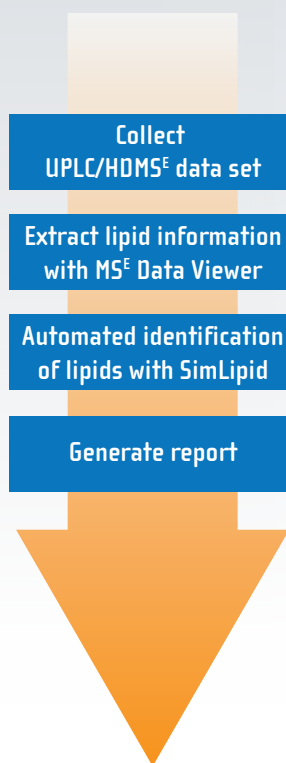 Collect
UPLC/HDMSᴱ data set
Extract lipid information
with MSᴱ Data Viewer
Automated identification
of lipids with SimLipid
Generate report